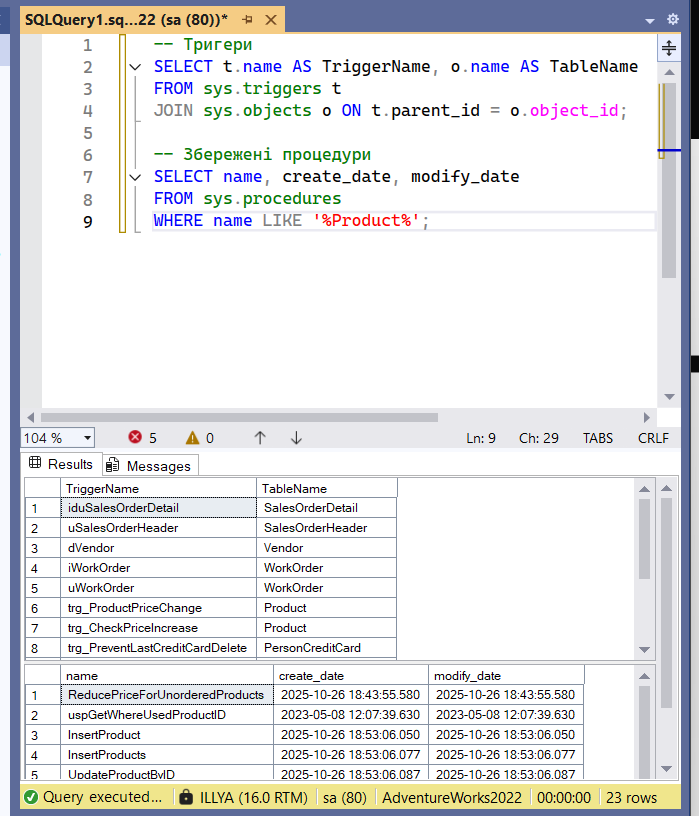 SQLQuery1.sq...22 (sa (80))*
1 -- Тригери
2 SELECT t.name AS TriggerName, o.name AS TableName
3 FROM sys.triggers t
4 JOIN sys.objects o ON t.parent_id = o.object_id;
5
6 -- Збережені процедури
7 SELECT name, create_date, modify_date
8 FROM sys.procedures
9 WHERE name LIKE '%Product%';
104 % 5 0 Ln: 9 Ch: 29 TABS CRLF
Results Messages
TriggerName TableName
1 iduSalesOrderDetail SalesOrderDetail
2 uSalesOrderHeader SalesOrderHeader
3 dVendor Vendor
4 iWorkOrder WorkOrder
5 uWorkOrder WorkOrder
6 trg_ProductPriceChange Product
7 trg_CheckPriceIncrease Product
8 trg_PreventLastCreditCardDelete PersonCreditCard
name create_date modify_date
1 ReducePriceForUnorderedProducts 2025-10-26 18:43:55.580 2025-10-26 18:43:55.580
2 uspGetWhereUsedProductID 2023-05-08 12:07:39.630 2023-05-08 12:07:39.630
3 InsertProduct 2025-10-26 18:53:06.050 2025-10-26 18:53:06.050
4 InsertProducts 2025-10-26 18:53:06.077 2025-10-26 18:53:06.077
5 UpdateProductByID 2025-10-26 18:53:06.087 2025-10-26 18:53:06.087
Query executed... ILLYA (16.0 RTM) sa (80) AdventureWorks2022 00:00:00 23 rows